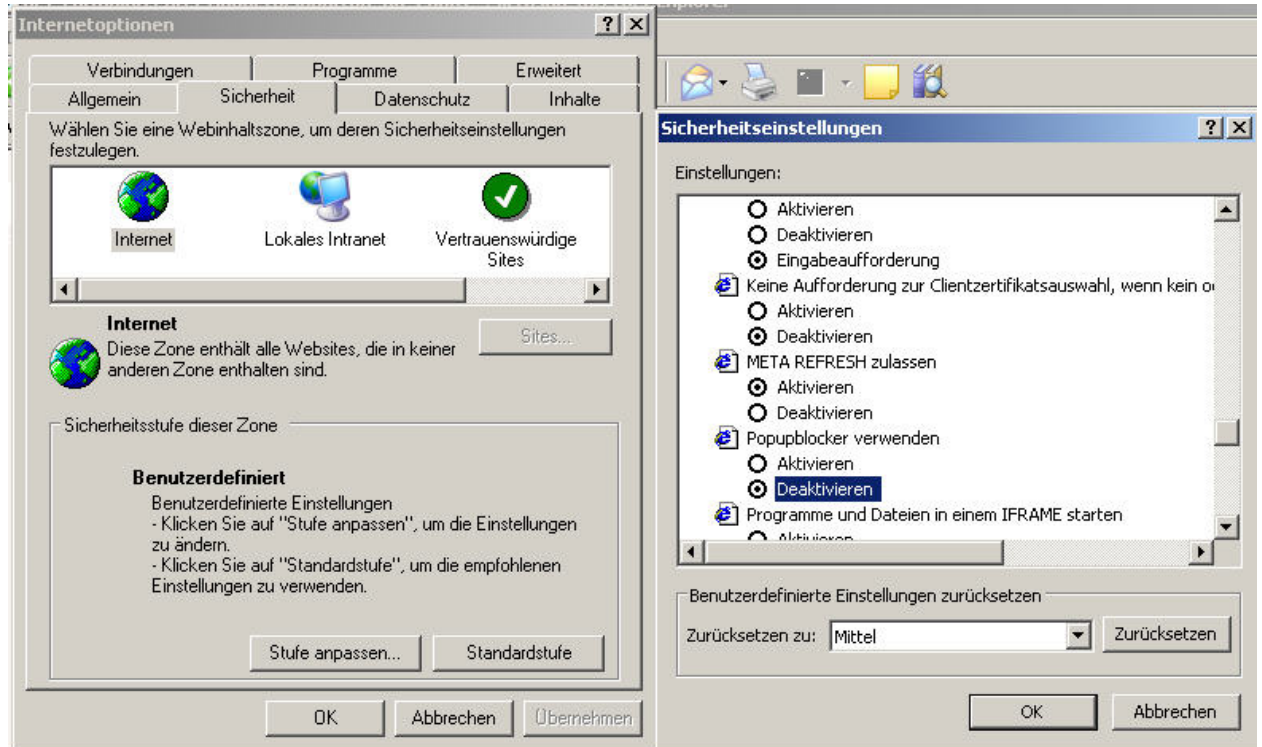 Internetoptionen
Verbindungen Programme Erweitert
Allgemein Sicherheit Datenschutz Inhalte
Wählen Sie eine Webinhaltszone, um deren Sicherheitseinstellungen
festzulegen.
Internet Lokales Intranet Vertrauenswürdige
Sites
Internet
Diese Zone enthält alle Websites, die in keiner
anderen Zone enthalten sind.
Sites...
Sicherheitsstufe dieser Zone
Benutzerdefiniert
Benutzerdefinierte Einstellungen
- Klicken Sie auf "Stufe anpassen", um die Einstellungen
zu ändern.
- Klicken Sie auf "Standardstufe", um die empfohlenen
Einstellungen zu verwenden.
Stufe anpassen... Standardstufe
OK Abbrechen Übernehmen
Sicherheitseinstellungen
Einstellungen:
Aktivieren
Deaktivieren
Eingabeaufforderung
Keine Aufforderung zur Clientzertifikatsauswahl, wenn kein
Aktivieren
Deaktivieren
META REFRESH zulassen
Aktivieren
Deaktivieren
Popupblocker verwenden
Aktivieren
Deaktivieren
Programme und Dateien in einem IFRAME starten
Aktivieren
Benutzerdefinierte Einstellungen zurücksetzen
Zurücksetzen zu: Mittel Zurücksetzen
OK Abbrechen